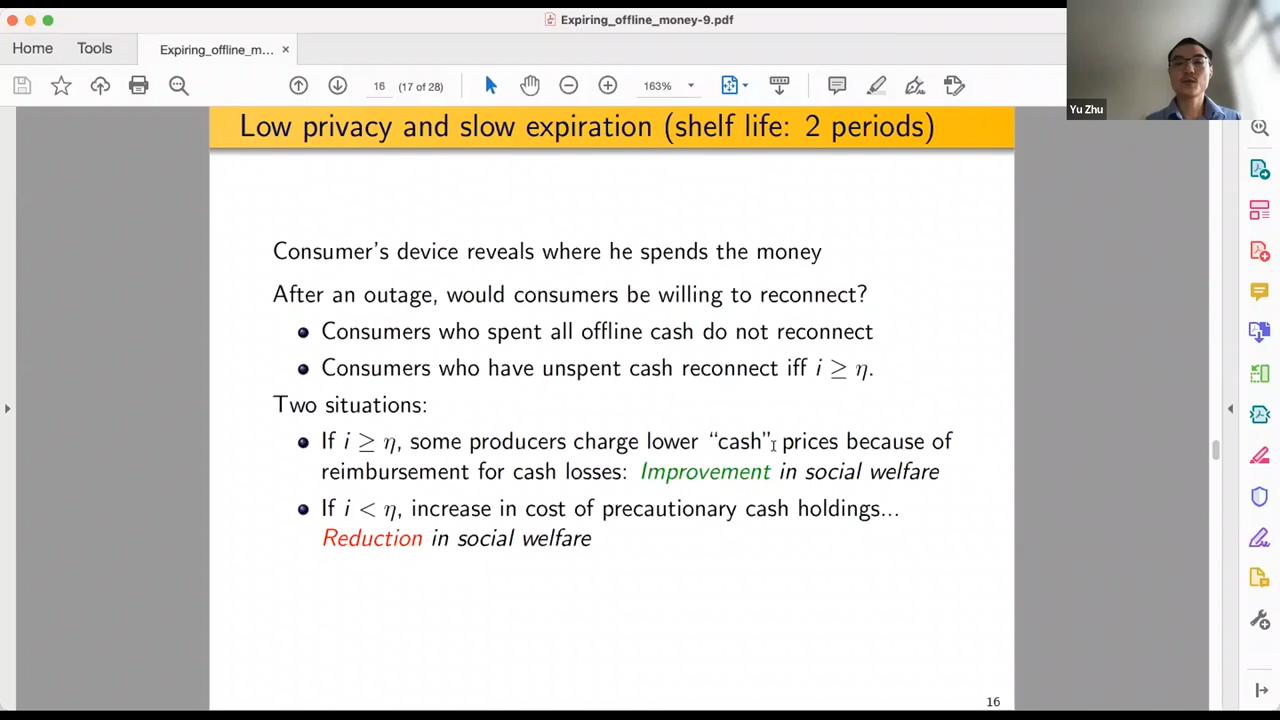 Expiring_offline_money-9.pdf
Home
Tools
Expiring_offline_m...
×
16
(17 of 28)
163%
Yu Zhu
Low privacy and slow expiration (shelf life: 2 periods)
Consumer's device reveals where he spends the money
After an outage, would consumers be willing to reconnect?
Consumers who spent all offline cash do not reconnect
Consumers who have unspent cash reconnect iff i ≥ η.
Two situations:
If i ≥ η, some producers charge lower “cash” prices because of
reimbursement for cash losses: Improvement in social welfare
If i < η, increase in cost of precautionary cash holdings...
Reduction in social welfare
16